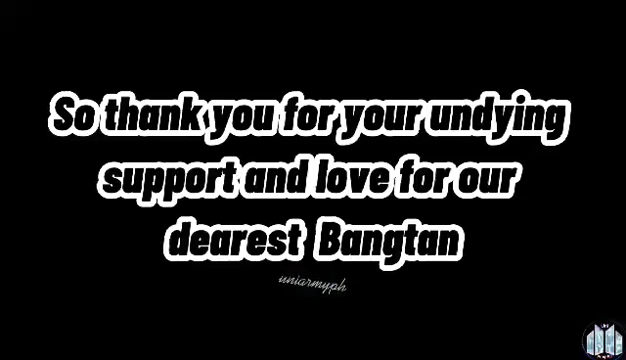 So thank you for your undying
support and love for our
dearest Bangtan
uniarmyph